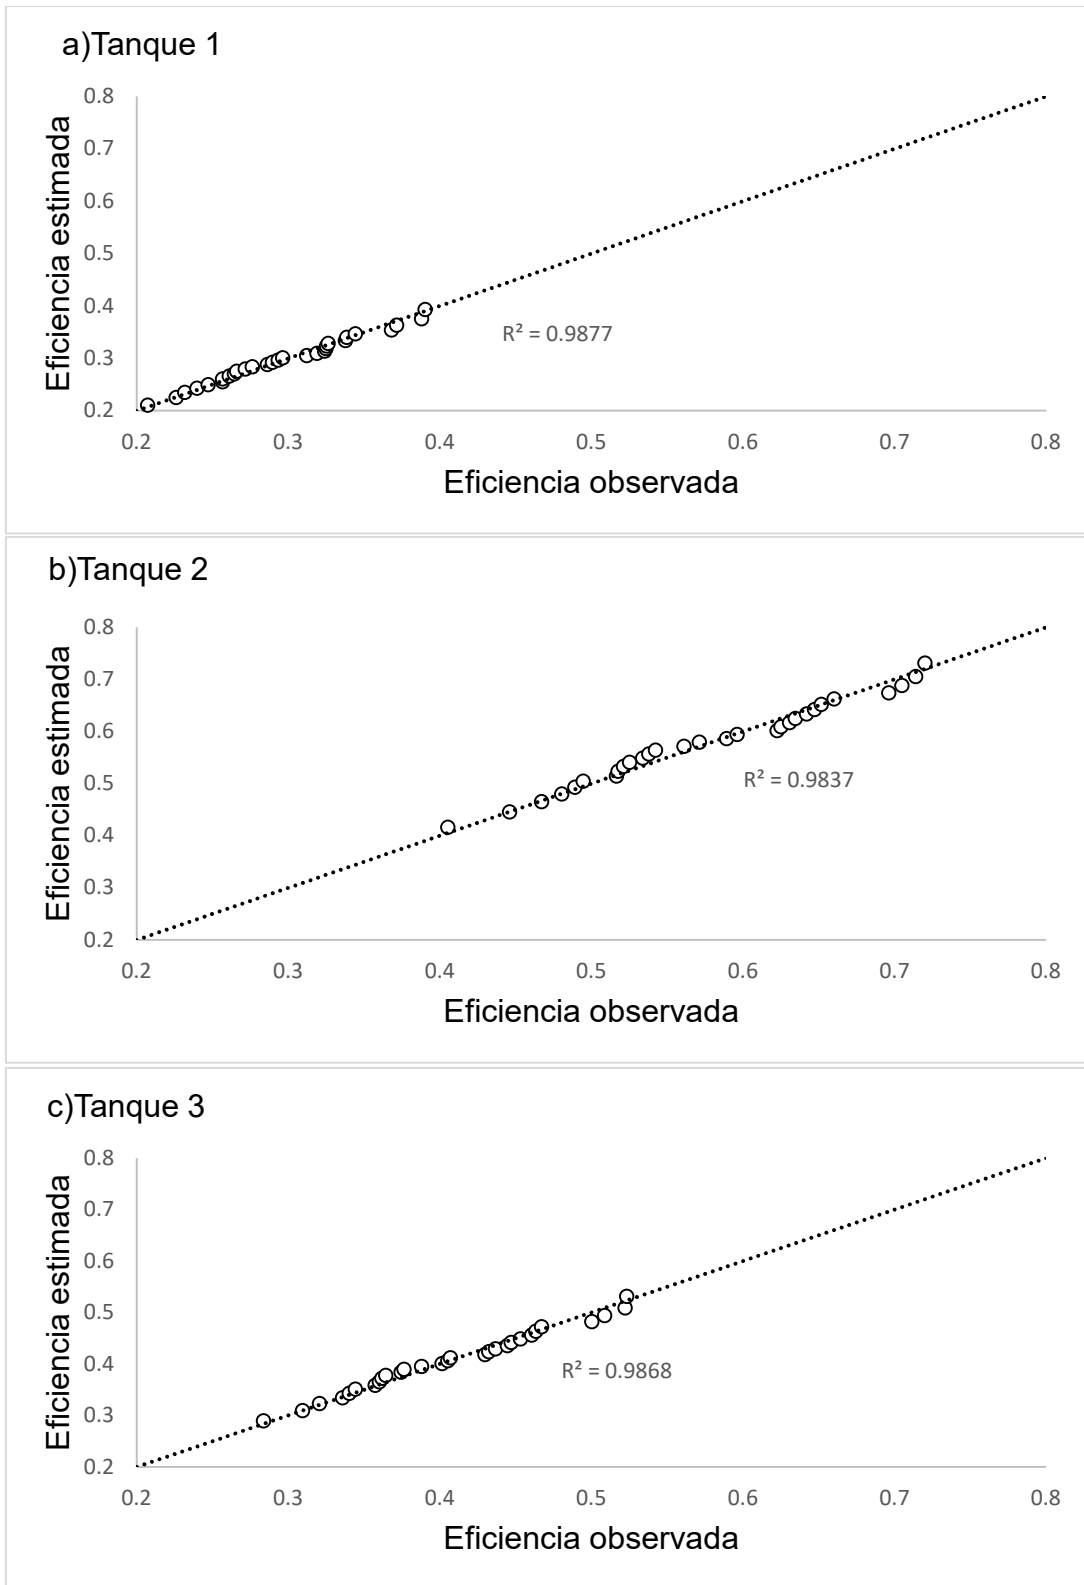 a)Tanque 1
0.8
0.7
0.6
0.5
0.4
0.3
0.2
Eficiencia estimada
R² = 0.9877
0.2 0.3 0.4 0.5 0.6 0.7 0.8
Eficiencia observada
b)Tanque 2
0.8
0.7
0.6
0.5
0.4
0.3
0.2
Eficiencia estimada
R² = 0.9837
0.2 0.3 0.4 0.5 0.6 0.7 0.8
Eficiencia observada
c)Tanque 3
0.8
0.7
0.6
0.5
0.4
0.3
0.2
Eficiencia estimada
R² = 0.9868
0.2 0.3 0.4 0.5 0.6 0.7 0.8
Eficiencia observada